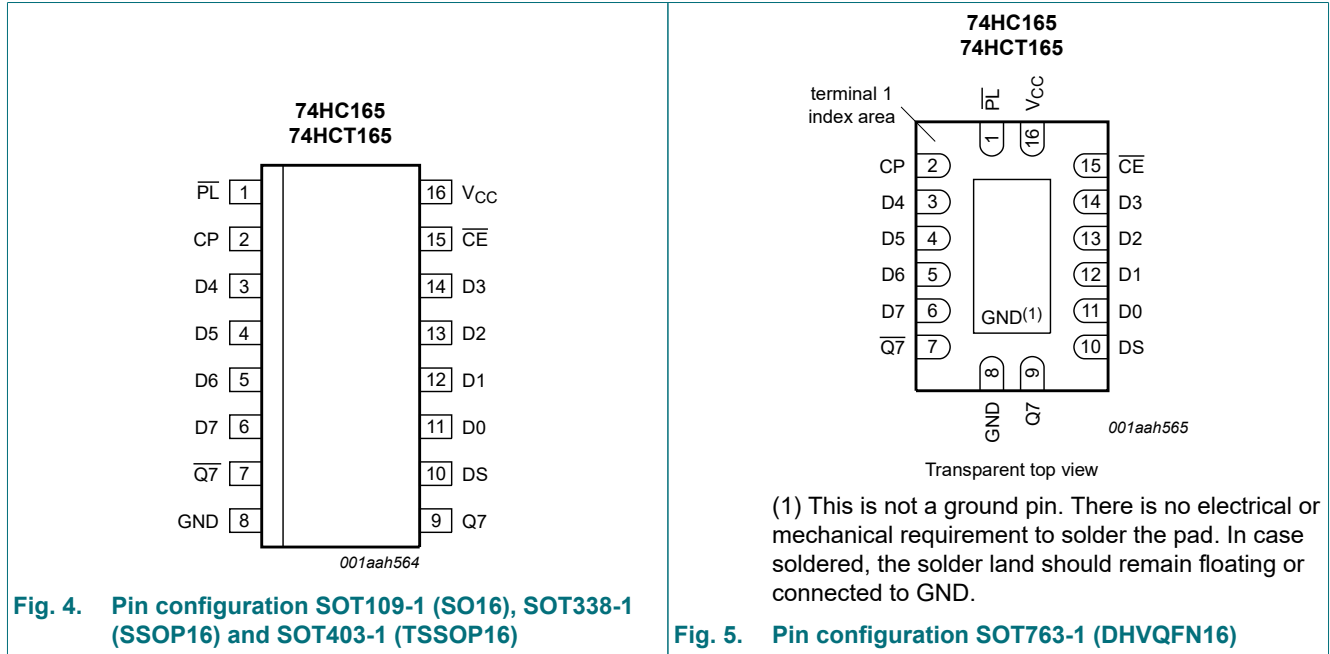 74HC165
74HCT165
P̅L̅ 1 16 VCC
CP 2 15 C̅E̅
D4 3 14 D3
D5 4 13 D2
D6 5 12 D1
D7 6 11 D0
Q̅7̅ 7 10 DS
GND 8 9 Q7
001aah564
Fig. 4. Pin configuration SOT109-1 (SO16), SOT338-1
(SSOP16) and SOT403-1 (TSSOP16)
74HC165
74HCT165
terminal 1
index area
P̅L̅ VCC
1 16
CP 2 15 C̅E̅
D4 3 14 D3
D5 4 13 D2
D6 5 12 D1
D7 6 GND(1) 11 D0
Q̅7̅ 7 10 DS
8 9
GND Q7
001aah565
Transparent top view
(1) This is not a ground pin. There is no electrical or
mechanical requirement to solder the pad. In case
soldered, the solder land should remain floating or
connected to GND.
Fig. 5. Pin configuration SOT763-1 (DHVQFN16)